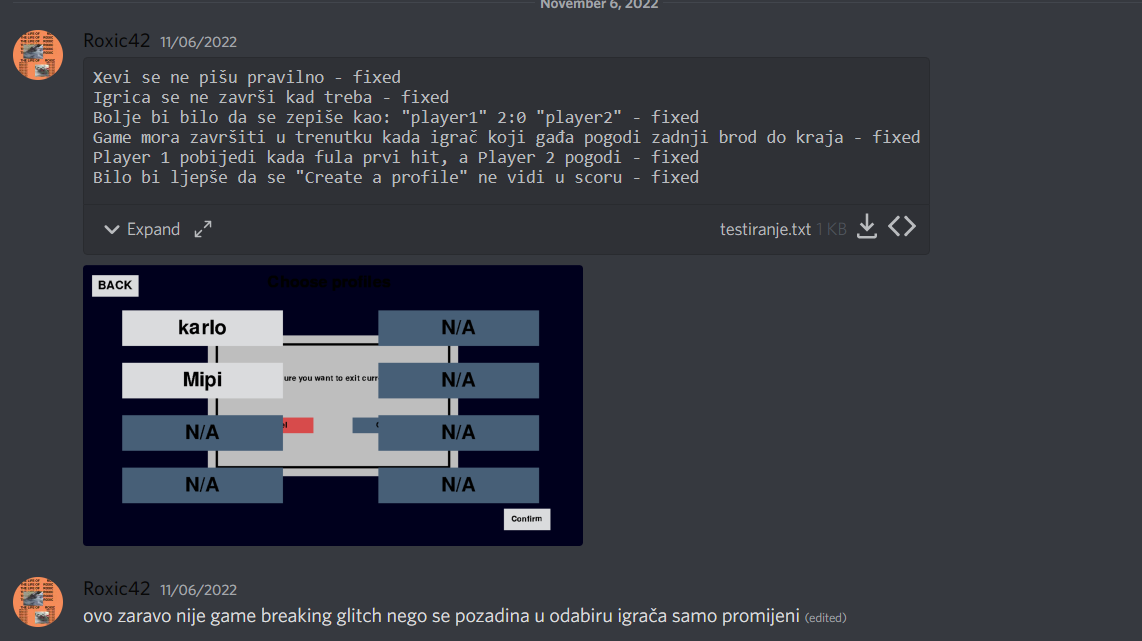 November 6, 2022
Roxic42 11/06/2022
Xevi se ne pišu pravilno - fixed
Igrica se ne završi kad treba - fixed
Bolje bi bilo da se zepiše kao: "player1" 2:0 "player2" - fixed
Game mora završiti u trenutku kada igrač koji gađa pogodi zadnji brod do kraja - fixed
Player 1 pobijedi kada fula prvi hit, a Player 2 pogodi - fixed
Bilo bi ljepše da se "Create a profile" ne vidi u scoru - fixed
Expand testiranje.txt 1 KB
BACK Choose profiles
karlo N/A
ure you want to exit curr
Mipi N/A
N/A N/A
N/A N/A
Confirm
Roxic42 11/06/2022
ovo zaravo nije game breaking glitch nego se pozadina u odabiru igrača samo promijeni (edited)